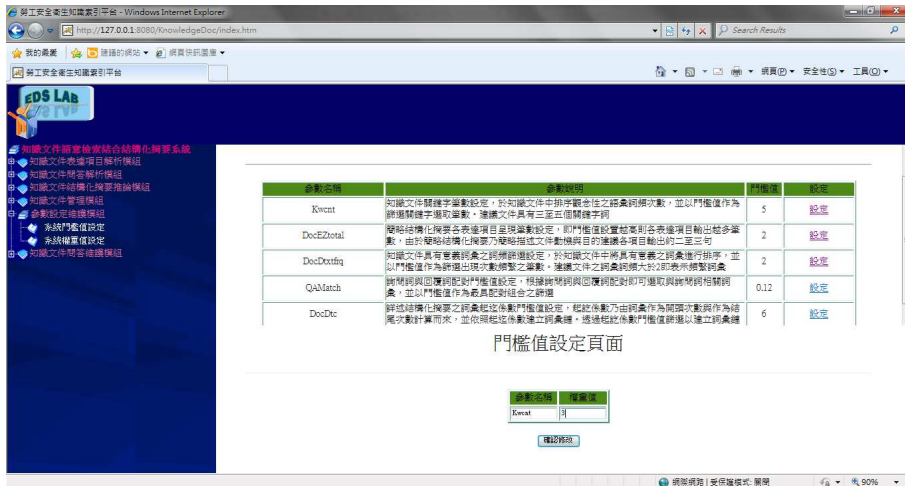 勞工安全衛生知識索引平台 - Windows Internet Explorer
http://127.0.0.1:8080/KnowledgeDoc/index.htm
Search Results
我的最愛
建議的網站
網頁快訊圖庫
勞工安全衛生知識索引平台
網頁(P)
安全性(S)
工具(O)
EDS LAB
知識文件語意檢索結合結構化摘要系統
知識文件表達項目解析模組
知識文件問答解析模組
知識文件結構化摘要推論模組
知識文件管理模組
參數設定維護模組
系統門檻值設定
系統權重值設定
知識文件問答維護模組
參數名稱 參數說明 門檻值 設定
Kwcnt 知識文件關鍵字筆數設定，於知識文件中排序觀念性之語彙詞頻次數，並以門檻值作為
篩選關鍵字選取筆數。建議文件具有三至五個關鍵字詞 5 設定
DocEZtotal 簡略結構化摘要各表達項目呈現筆數設定，即門檻值設置越高則各表達項目輸出越多筆
數，由於簡略結構化摘要乃簡略描述文件動機與目的建議各項目輸出約二至三句 2 設定
DocDtxtfrq 知識文件具有意義詞彙之詞頻篩選設定，於知識文件中將具有意義之詞彙進行排序，並
以門檻值作為篩選出現次數頻繁之筆數。建議文件之詞彙詞頻大於2即表示頻繁詞彙 2 設定
QAMatch 詢問詞與回覆詞配對門檻值設定，根據詢問詞與回覆詞配對即可選取與詢問詞相關詞
彙，並以門檻值作為最具配對組合之篩選 0.12 設定
DocDtc 詳述結構化摘要之詞彙起迄係數門檻值設定，起訖係數乃由詞彙作為開頭次數與作為結
尾次數計算而來，並依照起訖係數建立詞彙鏈。透過起訖係數門檻值篩選以建立詞彙鏈 6 設定
門檻值設定頁面
參數名稱 權重值
Kwcnt 3
確認修改
網際網路 | 受保護模式: 關閉
90%